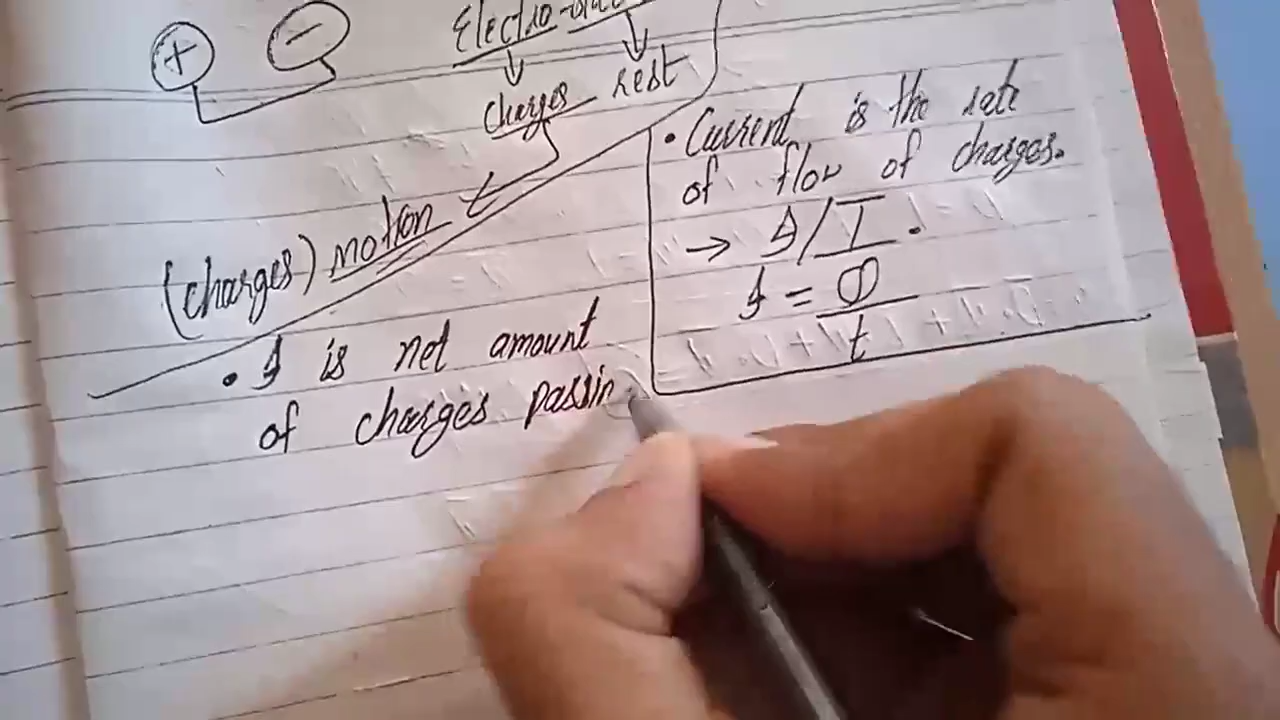 + −
Electro-
charges rest
(charges) motion
• Current is the rate
of flow of charges.
→ I/T.
I = Q
t
• I is net amount
of charges passin